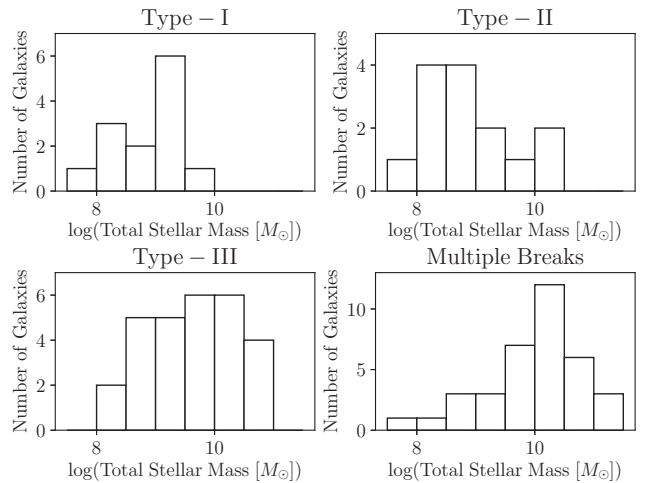 Type − I
Type − II
Number of Galaxies
6
4
2
0
8
10
log(Total Stellar Mass [M⊙])
Number of Galaxies
4
2
0
8
10
log(Total Stellar Mass [M⊙])
Type − III
Multiple Breaks
Number of Galaxies
6
4
2
0
8
10
log(Total Stellar Mass [M⊙])
Number of Galaxies
10
5
0
8
10
log(Total Stellar Mass [M⊙])